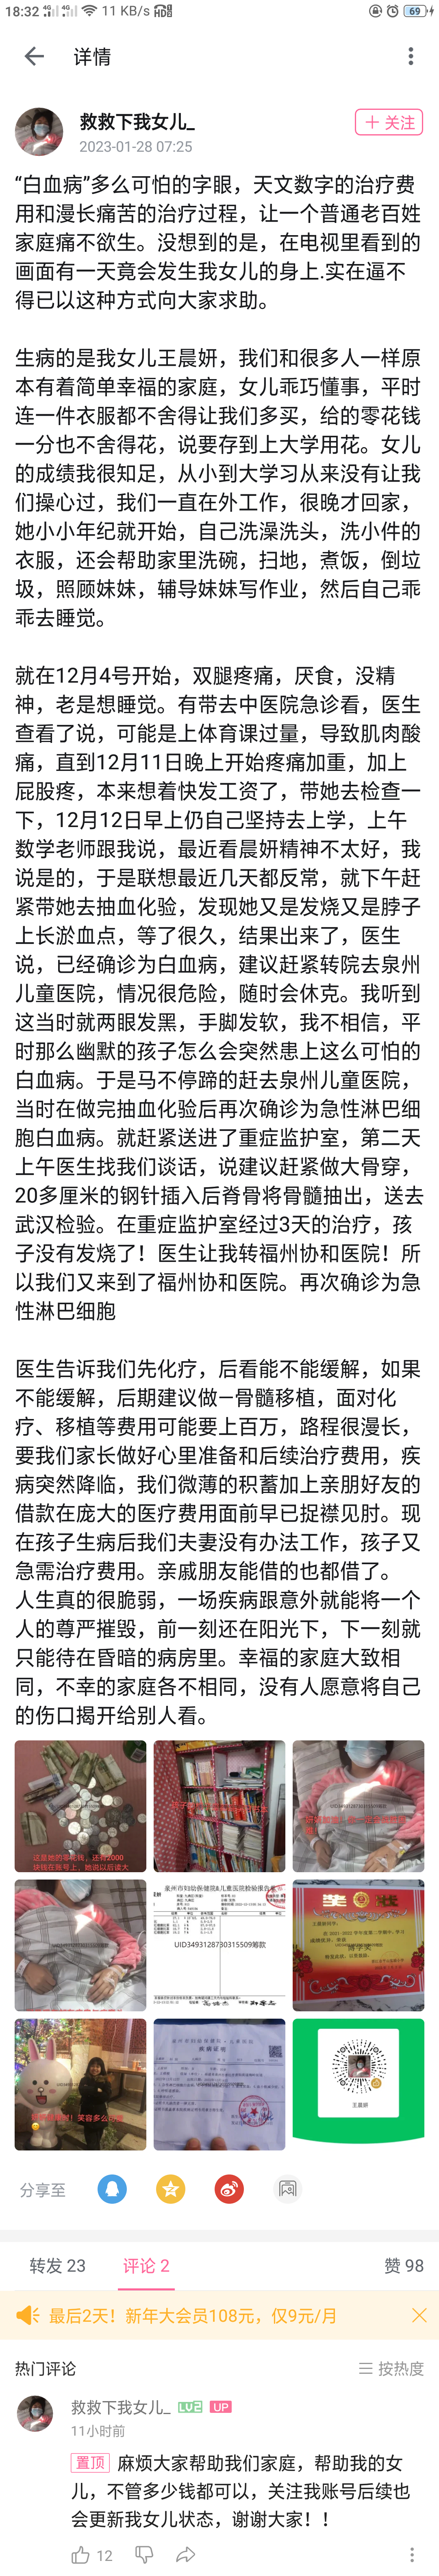 18:32
11 KB/s
69
详情
救救下我女儿_
2023-01-28 07:25
+ 关注
“白血病”多么可怕的字眼，天文数字的治疗费
用和漫长痛苦的治疗过程，让一个普通老百姓
家庭痛不欲生。没想到的是，在电视里看到的
画面有一天竟会发生我女儿的身上.实在逼不
得已以这种方式向大家求助。
生病的是我女儿王晨妍，我们和很多人一样原
本有着简单幸福的家庭，女儿乖巧懂事，平时
连一件衣服都不舍得让我们多买，给的零花钱
一分也不舍得花，说要存到上大学用花。女儿
的成绩我很知足，从小到大学习从来没有让我
们操心过，我们一直在外工作，很晚才回家，
她小小年纪就开始，自己洗澡洗头，洗小件的
衣服，还会帮助家里洗碗，扫地，煮饭，倒垃
圾，照顾妹妹，辅导妹妹写作业，然后自己乖
乖去睡觉。
就在12月4号开始，双腿疼痛，厌食，没精
神，老是想睡觉。有带去中医院急诊看，医生
查看了说，可能是上体育课过量，导致肌肉酸
痛，直到12月11日晚上开始疼痛加重，加上
屁股疼，本来想着快发工资了，带她去检查一
下，12月12日早上仍自己坚持去上学，上午
数学老师跟我说，最近看晨妍精神不太好，我
说是的，于是联想最近几天都反常，就下午赶
紧带她去抽血化验，发现她又是发烧又是脖子
上长淤血点，等了很久，结果出来了，医生
说，已经确诊为白血病，建议赶紧转院去泉州
儿童医院，情况很危险，随时会休克。我听到
这当时就两眼发黑，手脚发软，我不相信，平
时那么幽默的孩子怎么会突然患上这么可怕的
白血病。于是马不停蹄的赶去泉州儿童医院，
当时在做完抽血化验后再次确诊为急性淋巴细
胞白血病。就赶紧送进了重症监护室，第二天
上午医生找我们谈话，说建议赶紧做大骨穿，
20多厘米的钢针插入后脊骨将骨髓抽出，送去
武汉检验。在重症监护室经过3天的治疗，孩
子没有发烧了！医生让我转福州协和医院！所
以我们又来到了福州协和医院。再次确诊为急
性淋巴细胞
医生告诉我们先化疗，后看能不能缓解，如果
不能缓解，后期建议做—骨髓移植，面对化
疗、移植等费用可能要上百万，路程很漫长，
要我们家长做好心里准备和后续治疗费用，疾
病突然降临，我们微薄的积蓄加上亲朋好友的
借款在庞大的医疗费用面前早已捉襟见肘。现
在孩子生病后我们夫妻没有办法工作，孩子又
急需治疗费用。亲戚朋友能借的也都借了。
人生真的很脆弱，一场疾病跟意外就能将一个
人的尊严摧毁，前一刻还在阳光下，下一刻就
只能待在昏暗的病房里。幸福的家庭大致相
同，不幸的家庭各不相同，没有人愿意将自己
的伤口揭开给别人看。
这是她的零花钱，还有2000
块钱在账号上，她说以后读大
泉州市妇幼保健院&儿童医院检验报告
UID3493128730315509筹款
奖 状
博学奖
笑容多么
疾病证明
王晨妍
分享至
转发 23
评论 2
赞 98
最后2天！新年大会员108元，仅9元/月
热门评论
按热度
救救下我女儿_ LV2 UP
11小时前
置顶 麻烦大家帮助我们家庭，帮助我的女
儿，不管多少钱都可以，关注我账号后续也
会更新我女儿状态，谢谢大家！！
12